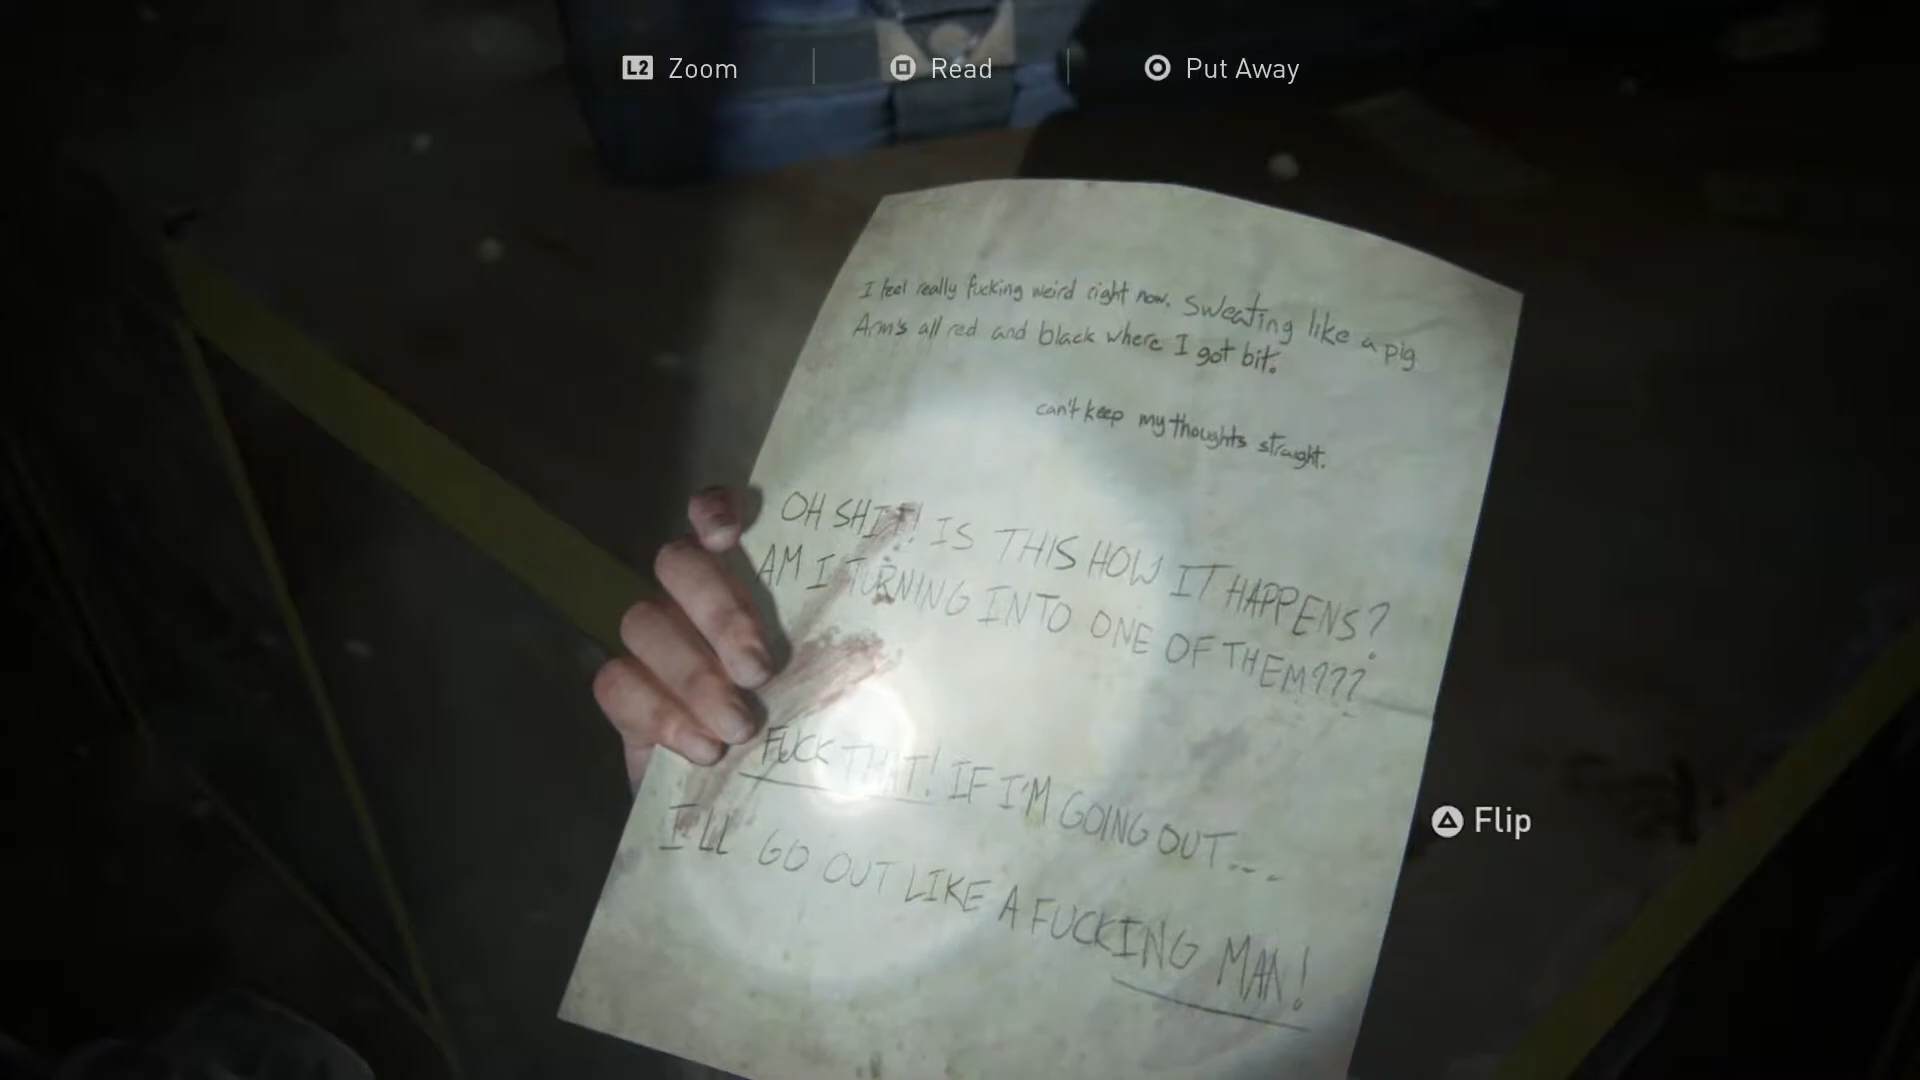 L2 Zoom
Read
Put Away
I feel really fucking weird right now. Sweating like a pig
Arm's all red and black where I got bit.
can't keep my thoughts straight.
OH SHIT! IS THIS HOW IT HAPPENS?
AM I TURNING INTO ONE OF THEM???
FUCK THAT! IF I'M GOING OUT...
I'LL GO OUT LIKE A FUCKING MAN!
Flip